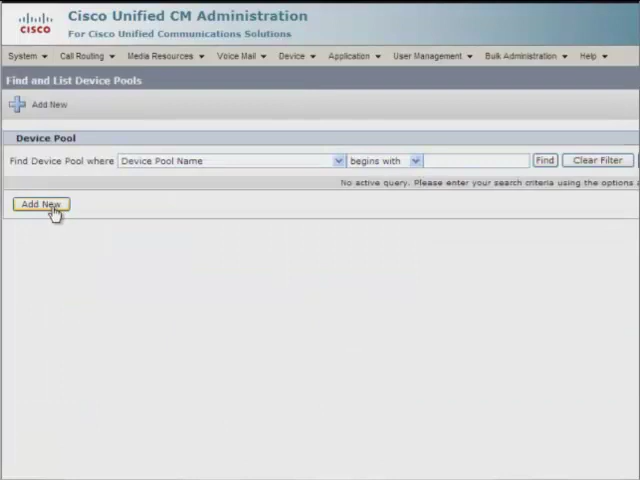 Cisco Unified CM Administration
CISCO
For Cisco Unified Communications Solutions
System Call Routing Media Resources Voice Mail Device Application User Management Bulk Administration Help
Find and List Device Pools
Add New
Device Pool
Find Device Pool where Device Pool Name begins with Find Clear Filter
No active query. Please enter your search criteria using the options
Add New